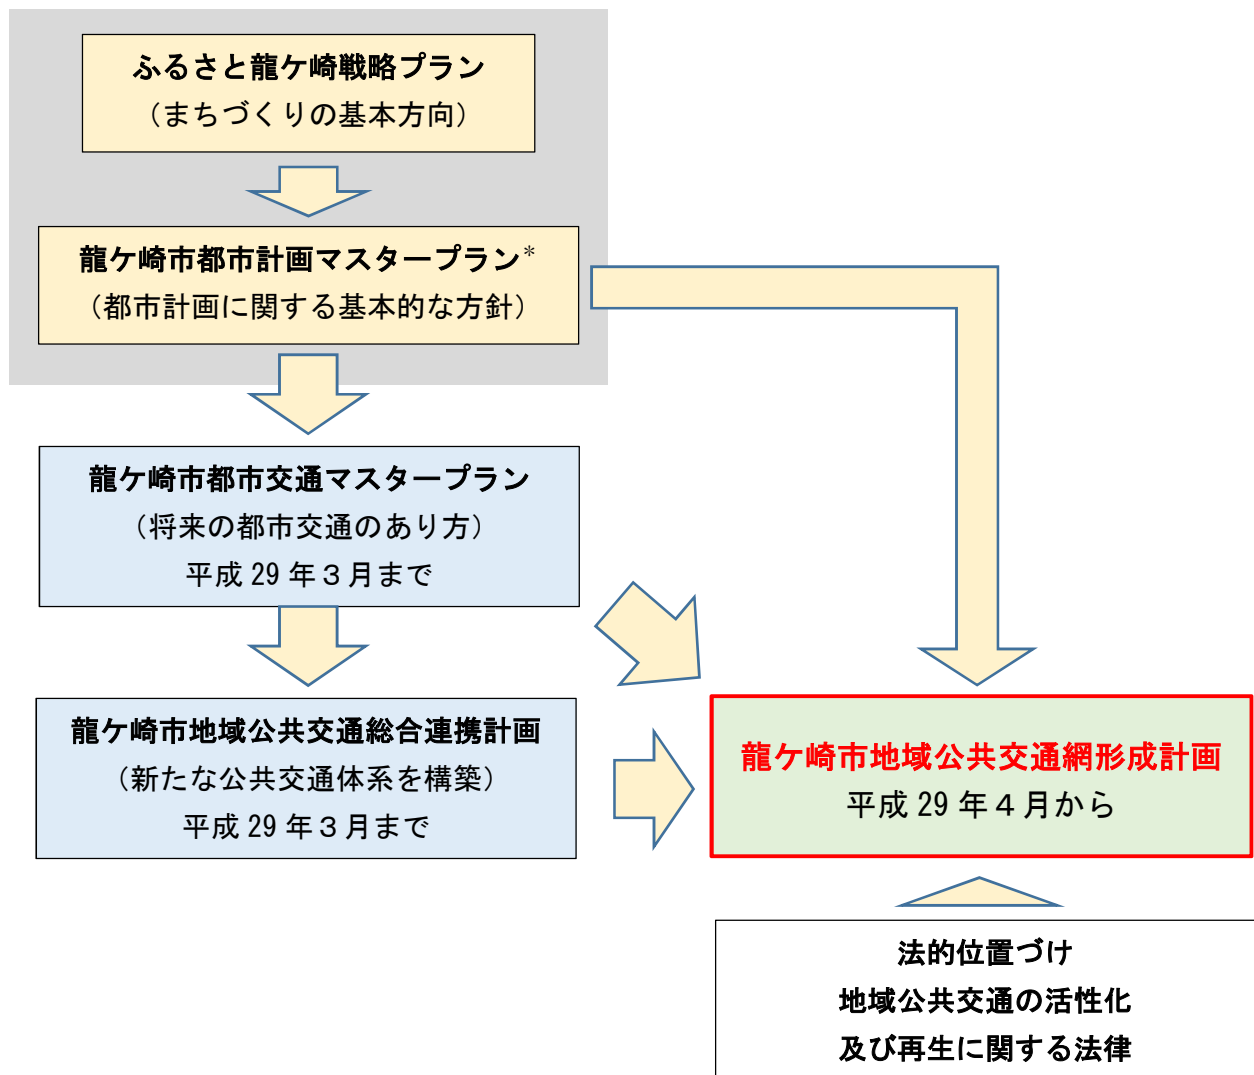 ふるさと龍ケ崎戦略プラン
（まちづくりの基本方向）
龍ケ崎市都市計画マスタープラン*
（都市計画に関する基本的な方針）
龍ケ崎市都市交通マスタープラン
（将来の都市交通のあり方）
平成 29 年３月まで
龍ケ崎市地域公共交通総合連携計画
（新たな公共交通体系を構築）
平成 29 年３月まで
龍ケ崎市地域公共交通網形成計画
平成 29 年４月から
法的位置づけ
地域公共交通の活性化
及び再生に関する法律